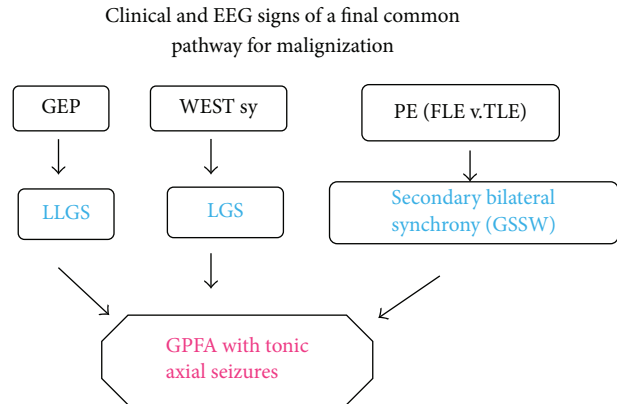 Clinical and EEG signs of a final common
pathway for malignization
GEP
WEST sy
PE (FLE v.TLE)
LLGS
LGS
Secondary bilateral
synchrony (GSSW)
GPFA with tonic
axial seizures